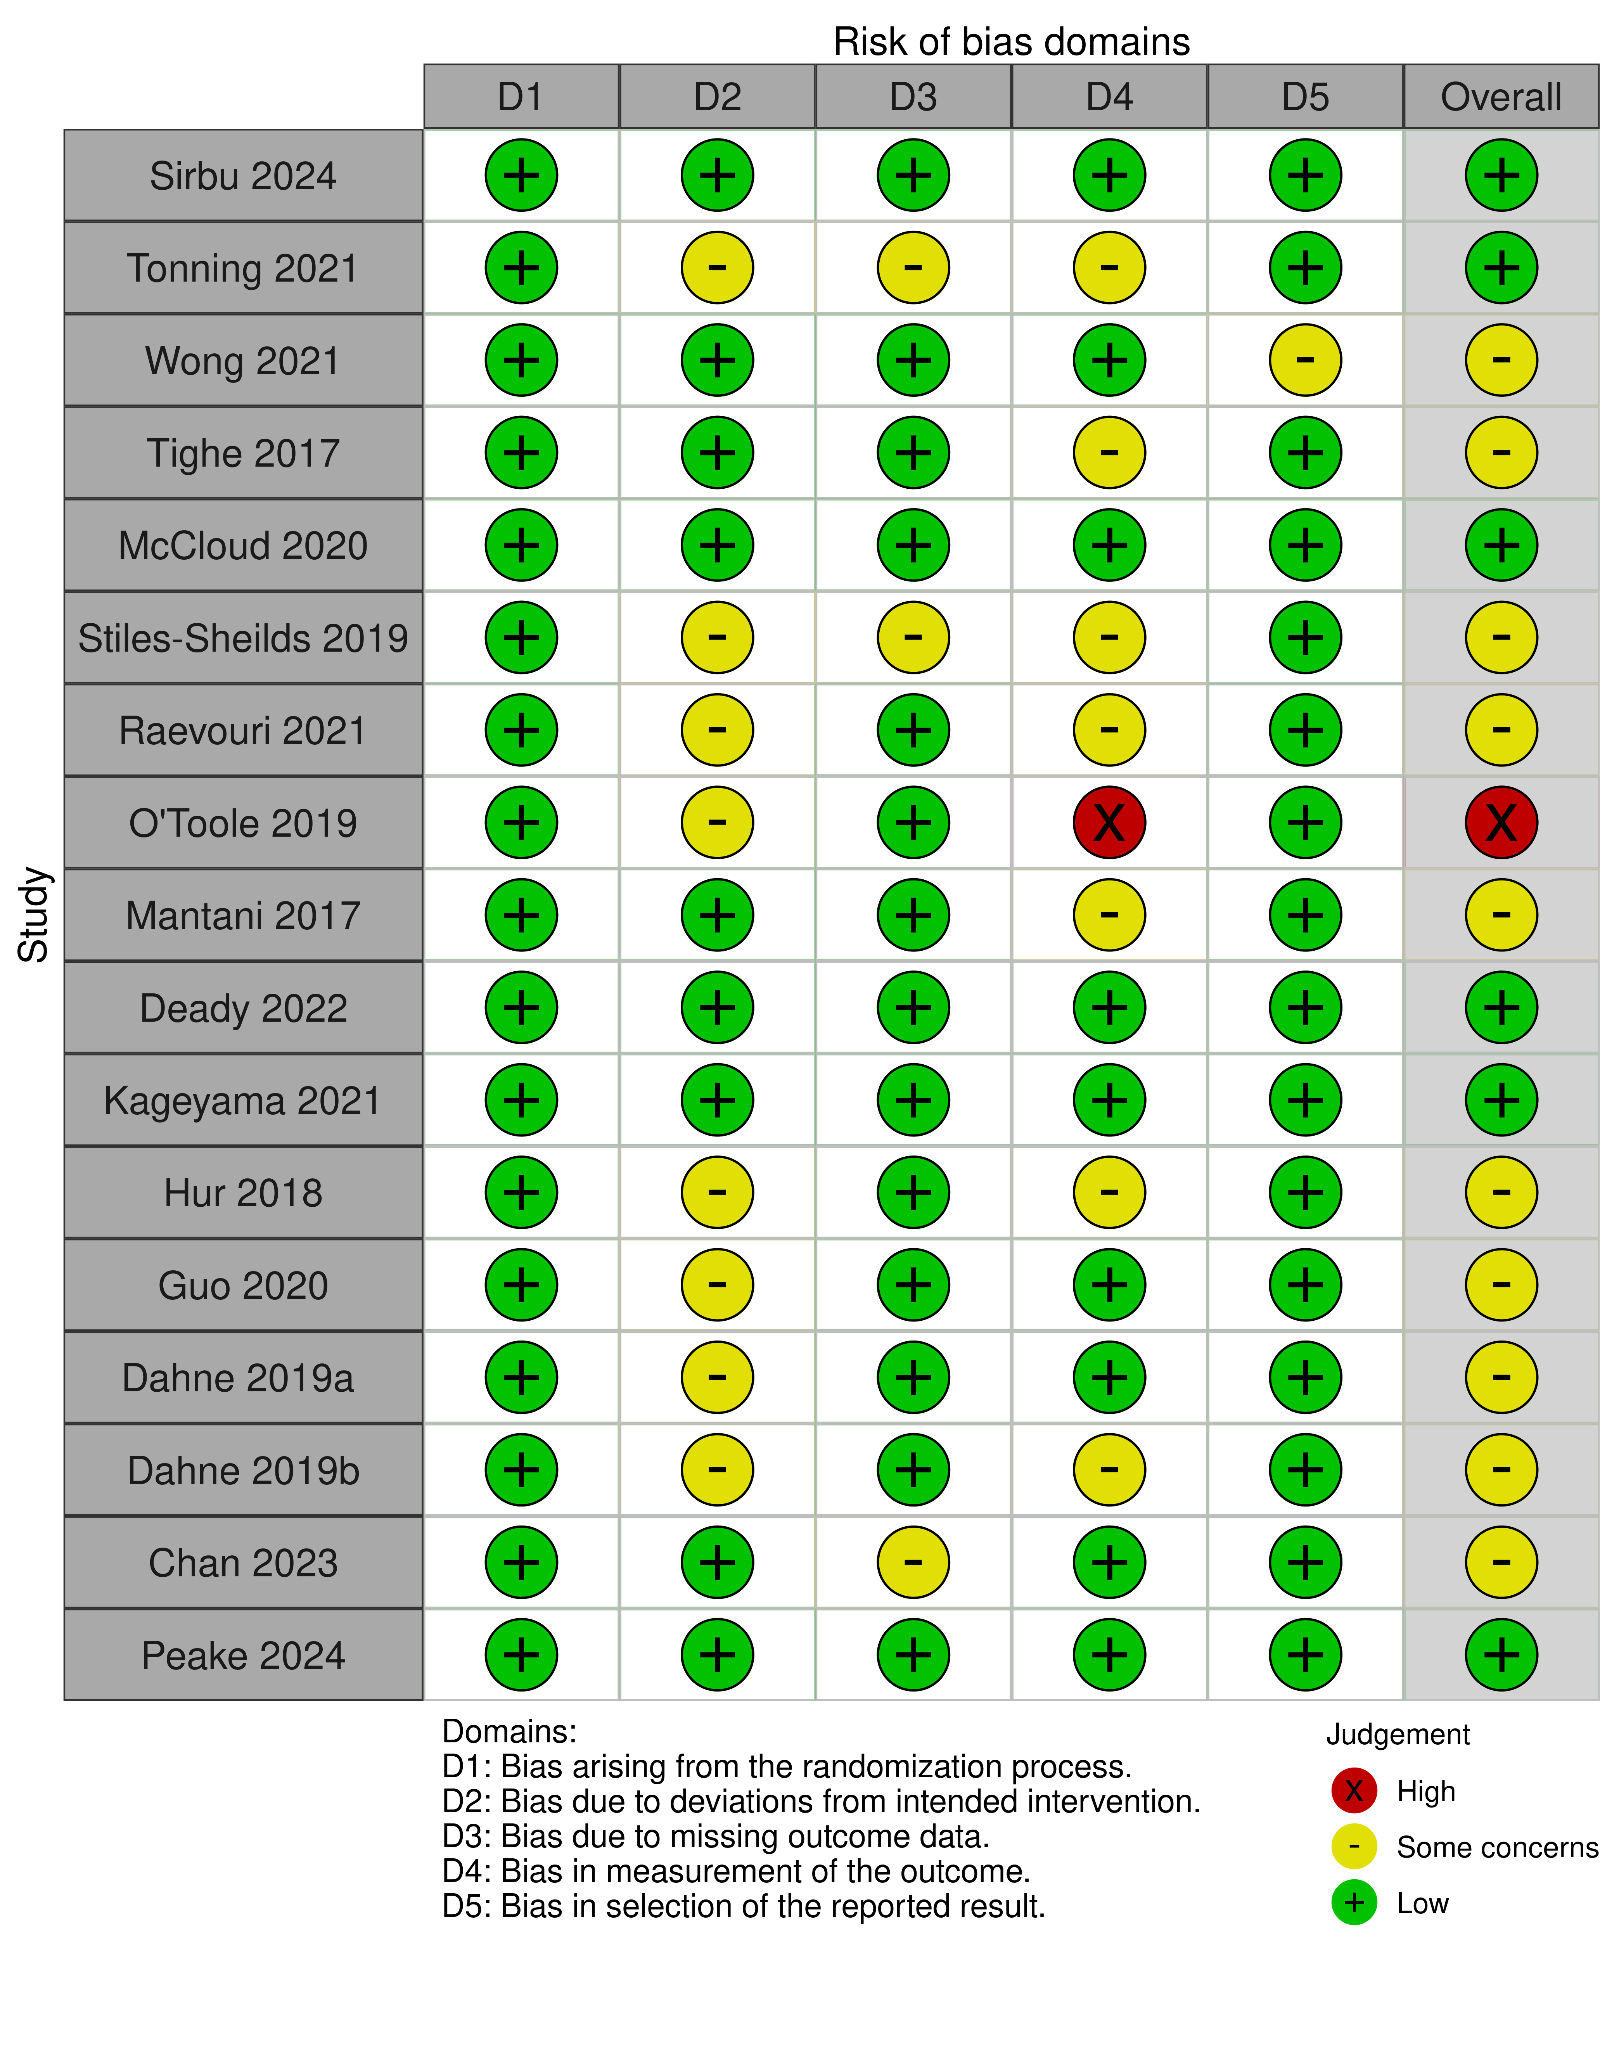 Risk of bias domains
D1 D2 D3 D4 D5 Overall
Sirbu 2024 + + + + + +
Tonning 2021 + - - - + +
Wong 2021 + + + + - -
Tighe 2017 + + + - + -
McCloud 2020 + + + + + +
Stiles-Sheilds 2019 + - - - + -
Raevouri 2021 + - + - + -
O'Toole 2019 + - + X + X
Study
Mantani 2017 + + + - + -
Deady 2022 + + + + + +
Kageyama 2021 + + + + + +
Hur 2018 + - + - + -
Guo 2020 + - + + + -
Dahne 2019a + - + + + -
Dahne 2019b + - + - + -
Chan 2023 + + - + + -
Peake 2024 + + + + + +
Domains:
D1: Bias arising from the randomization process.
D2: Bias due to deviations from intended intervention.
D3: Bias due to missing outcome data.
D4: Bias in measurement of the outcome.
D5: Bias in selection of the reported result.
Judgement
X High
- Some concerns
+ Low